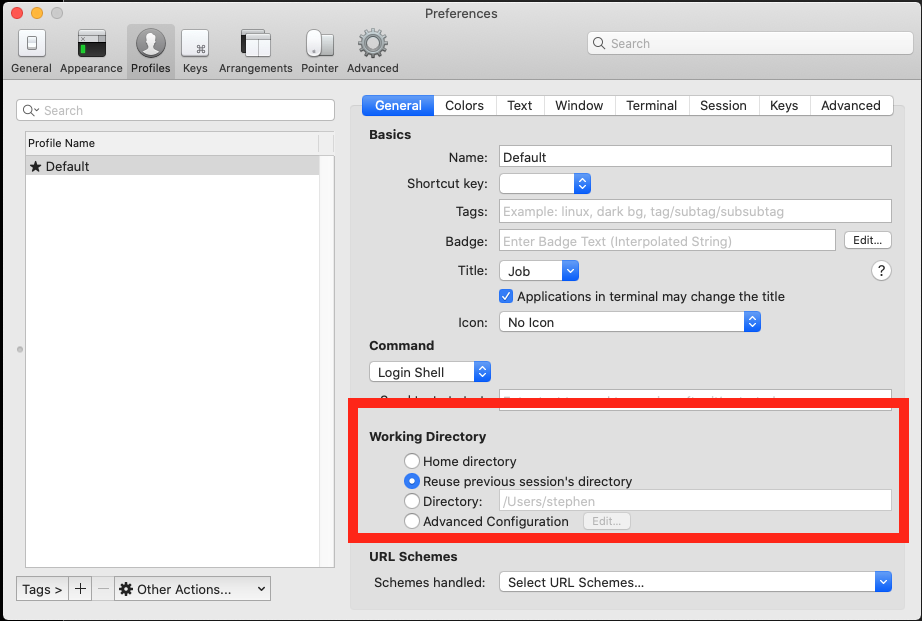 Preferences
General Appearance Profiles Keys Arrangements Pointer Advanced
Search
Search
Profile Name
★ Default
Tags > + − Other Actions...
General Colors Text Window Terminal Session Keys Advanced
Basics
Name: Default
Shortcut key:
Tags: Example: linux, dark bg, tag/subtag/subsubtag
Badge: Enter Badge Text (Interpolated String) Edit...
Title: Job ?
Applications in terminal may change the title
Icon: No Icon
Command
Login Shell
Working Directory
Home directory
Reuse previous session's directory
Directory: /Users/stephen
Advanced Configuration Edit...
URL Schemes
Schemes handled: Select URL Schemes...